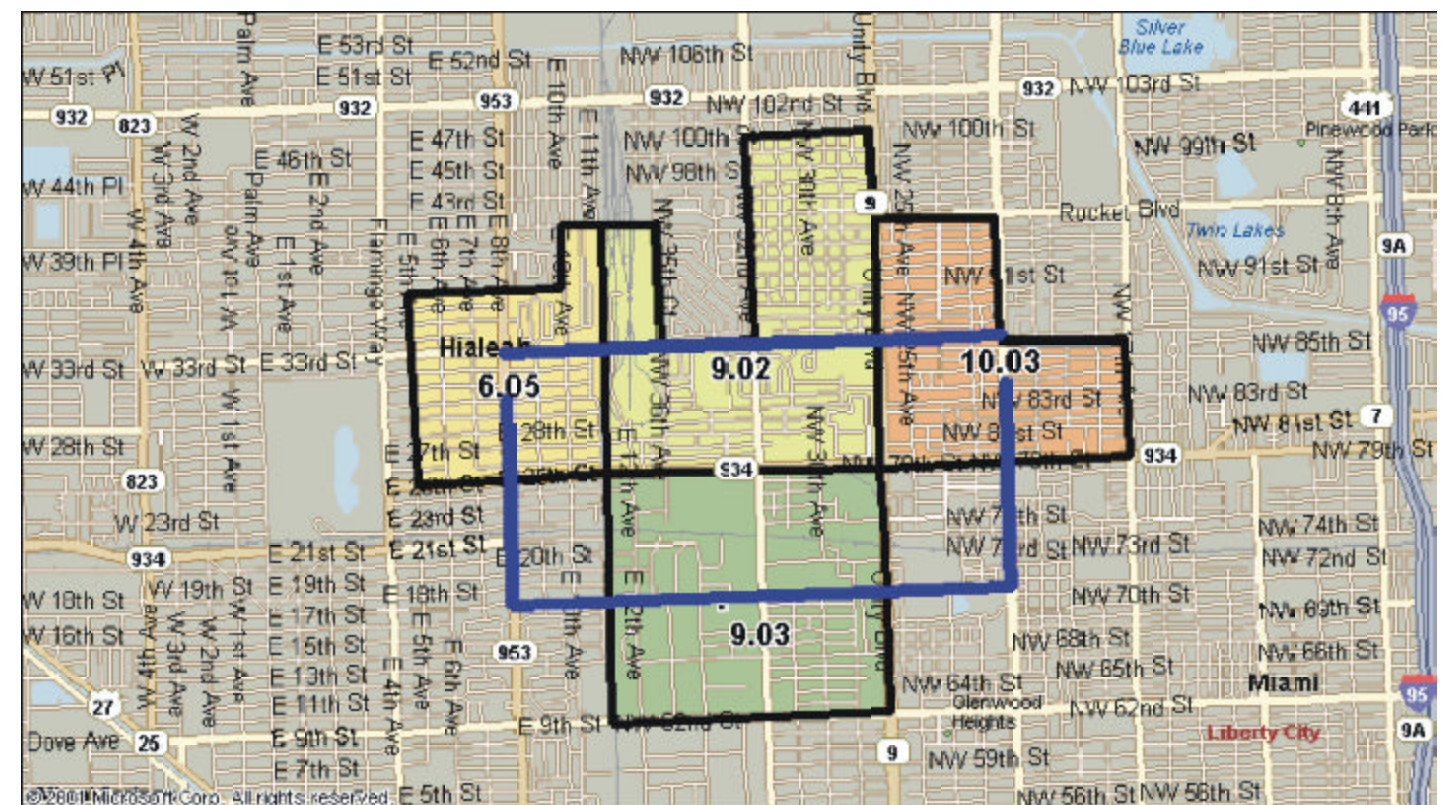 Palm Ave
Unity Blvd
Silver
Blue Lake
E 53rd St
E 52nd St
NW 106th St
W 51st Pl
E 51st St
E 10th Ave
932
NW 103rd St
932
932
953
932
NW 102nd St
441
823
E 11th Ave
Pinewood Park
E 47th St
NW 100th
NW 100th St
NW 99th St
W 2nd Ave
W 3rd Ave
E 46th St
E 45th St
NW 98th S
NW 30th Ave
W 44th Pl
E 2nd Ave
Palm Ave
E 43rd St
9
NW 8th Ave
Rocket Blvd
W 4th Ave
E 1st Ave
Flamingo Way
E 6th Ave
E 7th Ave
E 8th Ave
NW 35th Ct
NW 32nd Ave
Twin Lakes
9A
W 39th Pl
NW 91st St
95
Hialeah
NW 85th St
W 33rd St
W 33rd St
E 33rd St
6.05
9.02
10.03
NW 36th Ave
NW 25th Ave
NW 83rd St
NW 83rd St
W 1st Ave
E 28th St
NW 30th Ave
NW 81st St
NW 81st St
7
W 28th St
E 27th St
NW 79th St
934
934
823
E 12th Ave
W 23rd St
E 23rd St
NW 74th St
934
E 21st St
E 21st St
E 20th St
NW 73rd St
NW 72nd St
W 18th St
W 19th St
E 19th St
E 18th St
NW 70th St
NW 69th St
W 16th St
E 17th St
E 12th Ave
E 15th St
W 4th Ave
W 3rd Ave
W 2nd Ave
W 1st Ave
9.03
NW 68th St
NW 66th St
953
E 13th St
E 4th Ave
E 5th Ave
E 6th Ave
NW 65th St
Miami
95
27
E 11th St
NW 64th St
Glenwood
Heights
NW 62nd St
E 9th St
NW 62nd St
Dove Ave
25
E 9th St
9
Liberty City
9A
E 7th St
NW 59th St
© 2001 Microsoft Corp. All rights reserved.
E 5th St
NW 56th St
NW 56th St